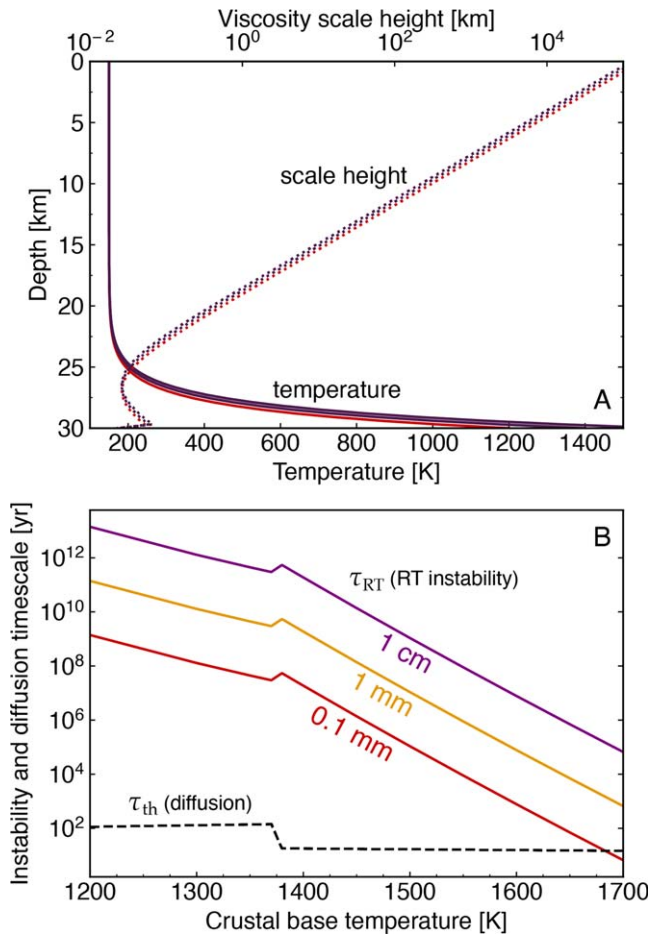 Viscosity scale height [km]
10⁻² 10⁰ 10² 10⁴
0
5
10
15
20
25
30
Depth [km]
scale height
temperature
A
200 400 600 800 1000 1200 1400
Temperature [K]
B
Instability and diffusion timescale [yr]
10¹²
10¹⁰
10⁸
10⁶
10⁴
10²
τRT (RT instability)
1 cm
1 mm
0.1 mm
τth (diffusion)
1200 1300 1400 1500 1600 1700
Crustal base temperature [K]